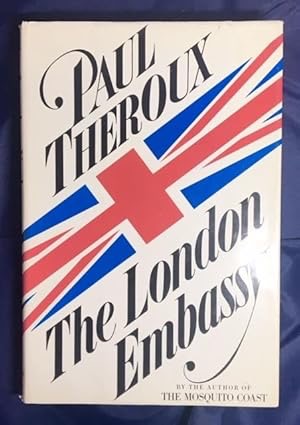 PAUL
THEROUX
The London
Embassy
BY THE AUTHOR OF
THE MOSQUITO COAST